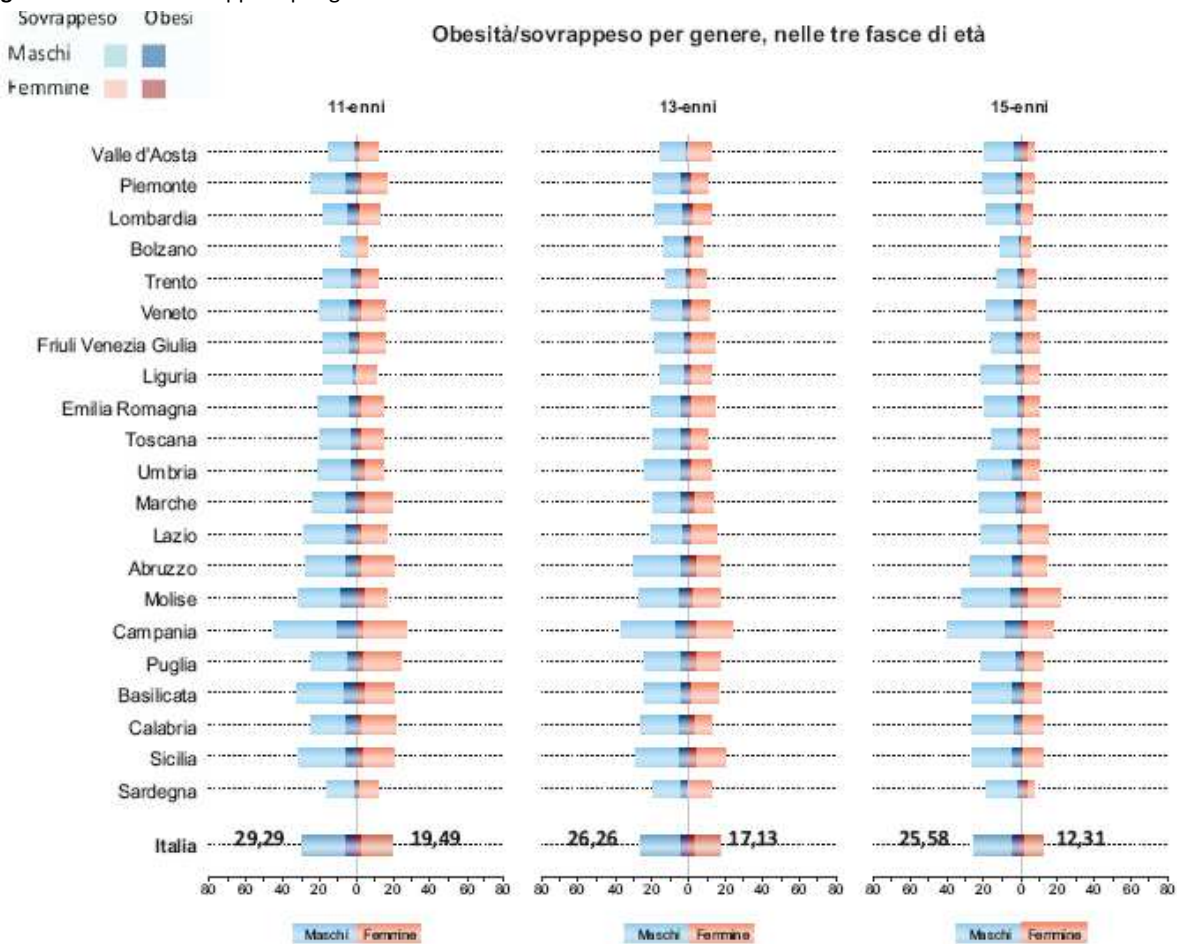 Sovrappeso Obesi
Maschi
Femmine
Obesità/sovrappeso per genere, nelle tre fasce di età
11-enni 13-enni 15-enni
Valle d'Aosta
Piemonte
Lombardia
Bolzano
Trento
Veneto
Friuli Venezia Giulia
Liguria
Emilia Romagna
Toscana
Umbria
Marche
Lazio
Abruzzo
Molise
Campania
Puglia
Basilicata
Calabria
Sicilia
Sardegna
Italia 29,29 19,49 26,26 17,13 25,58 12,31
80 60 40 20 0 20 40 60 80 80 60 40 20 0 20 40 60 80 80 60 40 20 0 20 40 60 80
Maschi Femmine Maschi Femmine Maschi Femmine